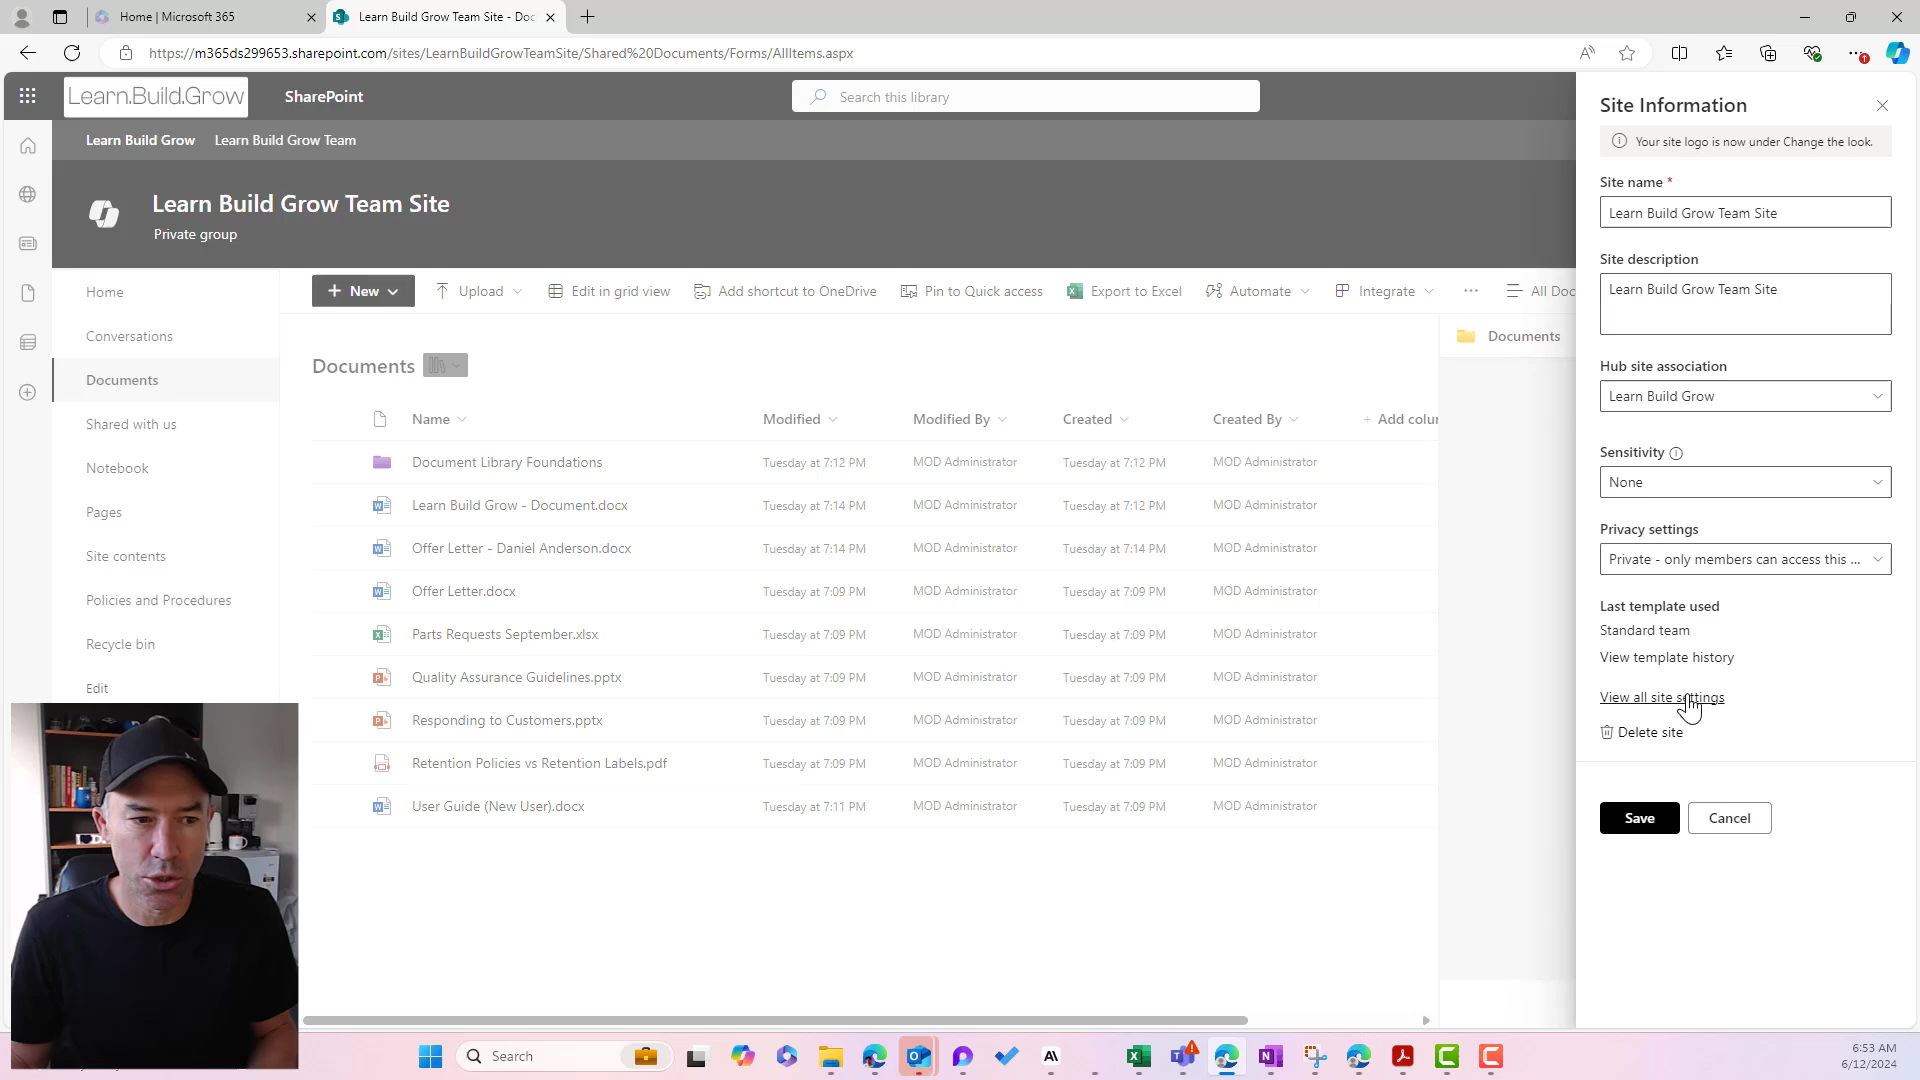 Home | Microsoft 365
Learn Build Grow Team Site - Doc
https://m365ds299653.sharepoint.com/sites/LearnBuildGrowTeamSite/Shared%20Documents/Forms/AllItems.aspx
Learn.Build.Grow
SharePoint
Search this library
Learn Build Grow
Learn Build Grow Team
Learn Build Grow Team Site
Private group
Home
Conversations
Documents
Shared with us
Notebook
Pages
Site contents
Policies and Procedures
Recycle bin
Edit
+ New
Upload
Edit in grid view
Add shortcut to OneDrive
Pin to Quick access
Export to Excel
Automate
Integrate
All Doc
Documents
Documents
Name Modified Modified By Created Created By + Add colum
Document Library Foundations Tuesday at 7:12 PM MOD Administrator Tuesday at 7:12 PM MOD Administrator
Learn Build Grow - Document.docx Tuesday at 7:14 PM MOD Administrator Tuesday at 7:12 PM MOD Administrator
Offer Letter - Daniel Anderson.docx Tuesday at 7:14 PM MOD Administrator Tuesday at 7:14 PM MOD Administrator
Offer Letter.docx Tuesday at 7:09 PM MOD Administrator Tuesday at 7:09 PM MOD Administrator
Parts Requests September.xlsx Tuesday at 7:09 PM MOD Administrator Tuesday at 7:09 PM MOD Administrator
Quality Assurance Guidelines.pptx Tuesday at 7:09 PM MOD Administrator Tuesday at 7:09 PM MOD Administrator
Responding to Customers.pptx Tuesday at 7:09 PM MOD Administrator Tuesday at 7:09 PM MOD Administrator
Retention Policies vs Retention Labels.pdf Tuesday at 7:09 PM MOD Administrator Tuesday at 7:09 PM MOD Administrator
User Guide (New User).docx Tuesday at 7:11 PM MOD Administrator Tuesday at 7:09 PM MOD Administrator
Site Information
Your site logo is now under Change the look.
Site name *
Learn Build Grow Team Site
Site description
Learn Build Grow Team Site
Hub site association
Learn Build Grow
Sensitivity
None
Privacy settings
Private - only members can access this ...
Last template used
Standard team
View template history
View all site settings
Delete site
Save
Cancel
Search
6:53 AM
6/12/2024